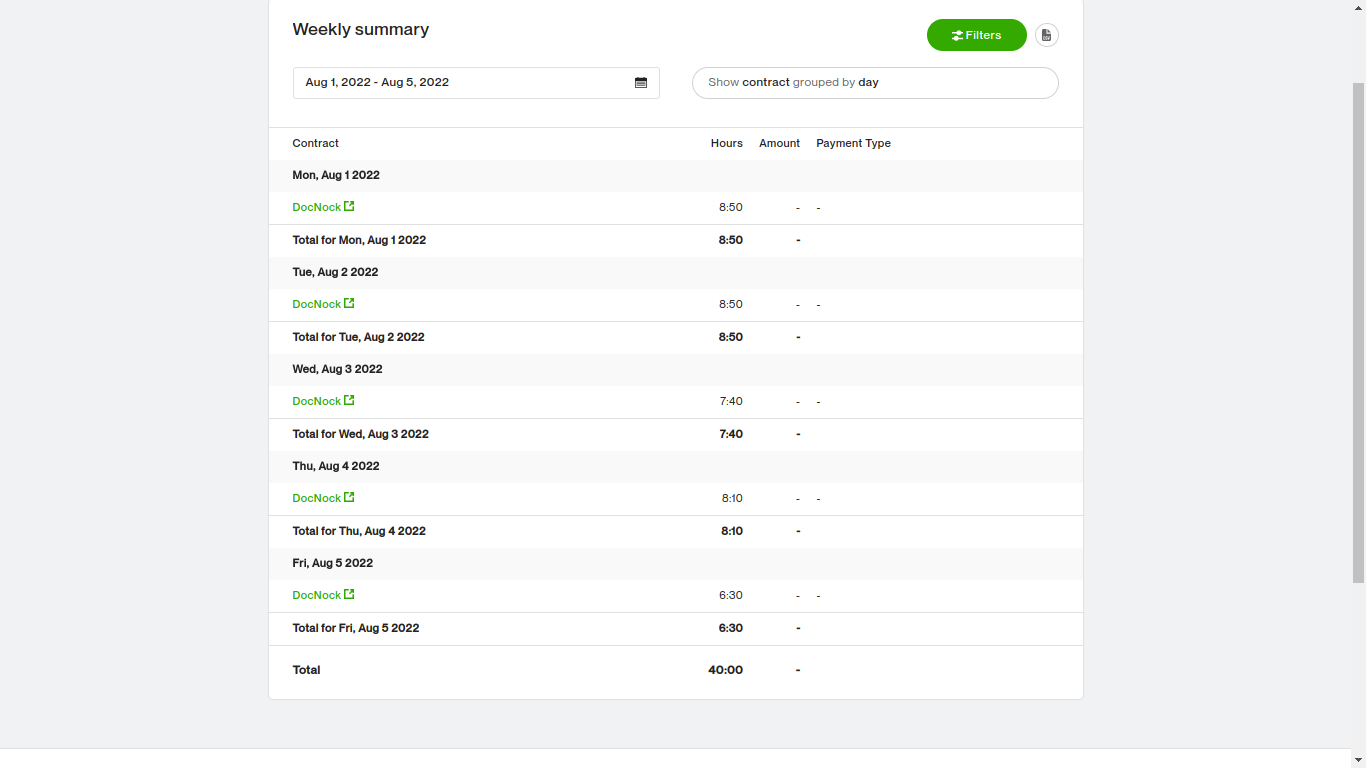 Weekly summary
Filters
Aug 1, 2022 - Aug 5, 2022
Show contract grouped by day
Contract Hours Amount Payment Type
Mon, Aug 1 2022
DocNock 8:50 - -
Total for Mon, Aug 1 2022 8:50 -
Tue, Aug 2 2022
DocNock 8:50 - -
Total for Tue, Aug 2 2022 8:50 -
Wed, Aug 3 2022
DocNock 7:40 - -
Total for Wed, Aug 3 2022 7:40 -
Thu, Aug 4 2022
DocNock 8:10 - -
Total for Thu, Aug 4 2022 8:10 -
Fri, Aug 5 2022
DocNock 6:30 - -
Total for Fri, Aug 5 2022 6:30 -
Total 40:00 -